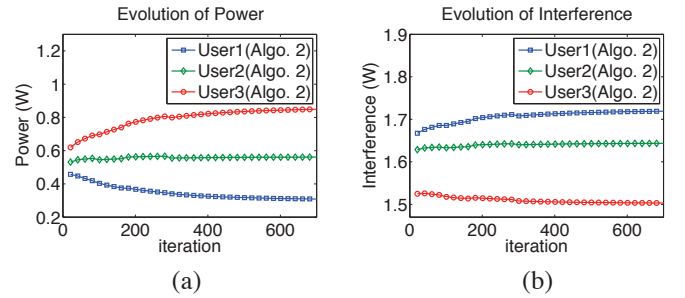 Evolution of Power
1.2
1
0.8
0.6
0.4
0.2
Power (W)
User1(Algo. 2)
User2(Algo. 2)
User3(Algo. 2)
0 200 400 600
iteration
(a)
Evolution of Interference
1.9
1.8
1.7
1.6
1.5
Interference (W)
User1(Algo. 2)
User2(Algo. 2)
User3(Algo. 2)
0 200 400 600
iteration
(b)